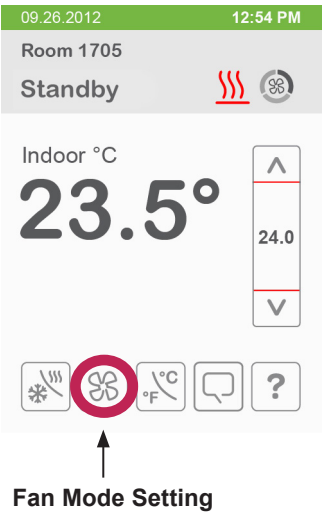 09.26.2012 12:54 PM
Room 1705
Standby
Indoor °C
23.5°
24.0
°C
°F
?
Fan Mode Setting